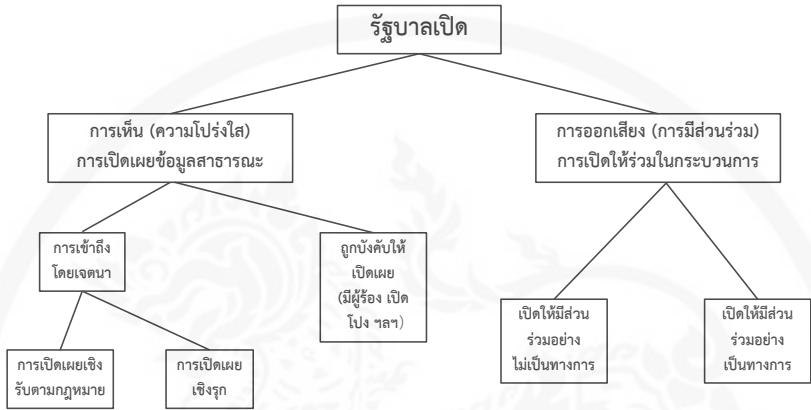 รัฐบาลเปิด
การเห็น (ความโปร่งใส)
การเปิดเผยข้อมูลสาธารณะ
การออกเสียง (การมีส่วนร่วม)
การเปิดให้ร่วมในกระบวนการ
การเข้าถึง
โดยเจตนา
ถูกบังคับให้
เปิดเผย
(มีผู้ร้อง เปิด
โปง ฯลฯ)
เปิดให้มีส่วน
ร่วมอย่าง
ไม่เป็นทางการ
เปิดให้มีส่วน
ร่วมอย่าง
เป็นทางการ
การเปิดเผยเชิง
รับตามกฎหมาย
การเปิดเผย
เชิงรุก